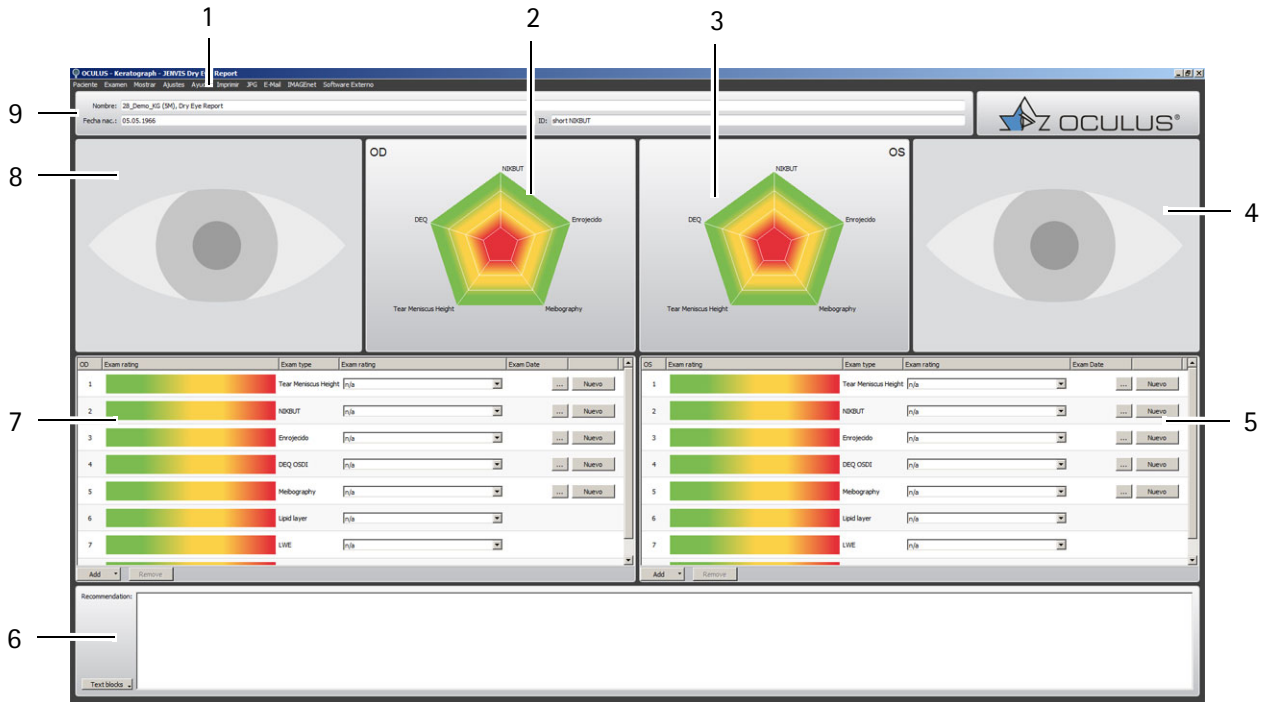 1 2 3
OCULUS - Keratograph - JENVIS Dry Eye Report
Paciente Examen Mostrar Ajustes Ayuda Imprimir JPG E-Mail IMAGEnet Software Externo
9
Nombre: 28_Demo_KG (5M), Dry Eye Report
Fecha nac.: 05.05.1966 ID: short NIXBUT
OCULUS®
8
OD
NIXBUT
DEQ Enrojecido
Tear Meniscus Height Meibography
OS
NIXBUT
DEQ Enrojecido
Tear Meniscus Height Meibography
4
7
OD Exam rating Exam type Exam rating Exam Date
1 Tear Meniscus Height n/a ... Nuevo
2 NIXBUT n/a ... Nuevo
3 Enrojecido n/a ... Nuevo
4 DEQ OSDI n/a ... Nuevo
5 Meibography n/a ... Nuevo
6 Lipid layer n/a
7 LWE n/a
Add Remove
OS Exam rating Exam type Exam rating Exam Date
1 Tear Meniscus Height n/a ... Nuevo
2 NIXBUT n/a ... Nuevo
3 Enrojecido n/a ... Nuevo
4 DEQ OSDI n/a ... Nuevo
5 Meibography n/a ... Nuevo
6 Lipid layer n/a
7 LWE n/a
Add Remove
5
6
Recommendation:
Text blocks